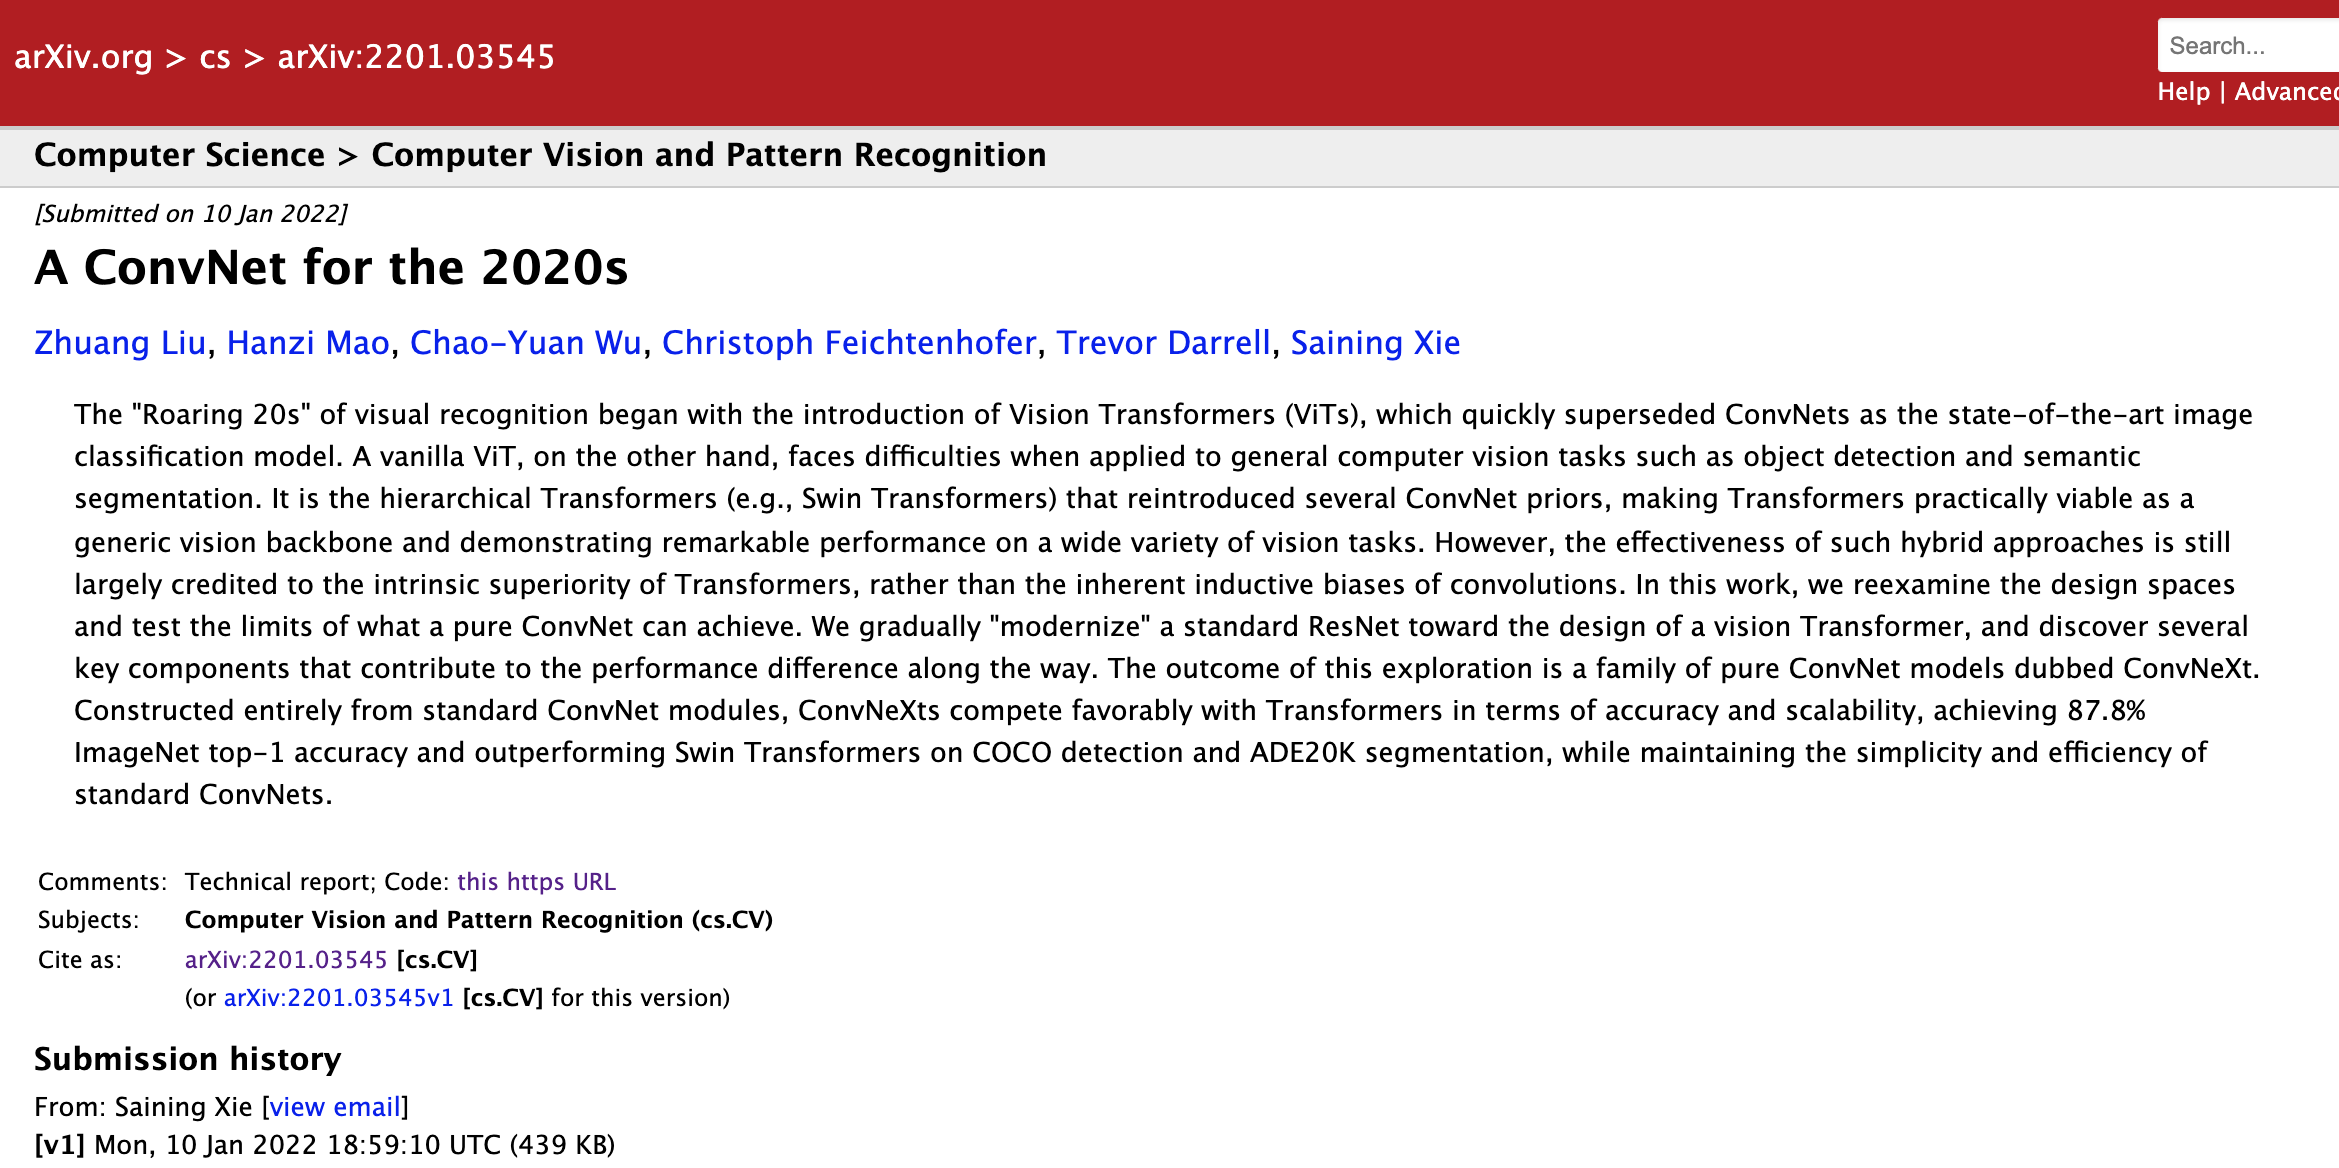 arXiv.org > cs > arXiv:2201.03545
Search...
Help | Advanced
Computer Science > Computer Vision and Pattern Recognition
[Submitted on 10 Jan 2022]
A ConvNet for the 2020s
Zhuang Liu, Hanzi Mao, Chao-Yuan Wu, Christoph Feichtenhofer, Trevor Darrell, Saining Xie
The "Roaring 20s" of visual recognition began with the introduction of Vision Transformers (ViTs), which quickly superseded ConvNets as the state-of-the-art image
classification model. A vanilla ViT, on the other hand, faces difficulties when applied to general computer vision tasks such as object detection and semantic
segmentation. It is the hierarchical Transformers (e.g., Swin Transformers) that reintroduced several ConvNet priors, making Transformers practically viable as a
generic vision backbone and demonstrating remarkable performance on a wide variety of vision tasks. However, the effectiveness of such hybrid approaches is still
largely credited to the intrinsic superiority of Transformers, rather than the inherent inductive biases of convolutions. In this work, we reexamine the design spaces
and test the limits of what a pure ConvNet can achieve. We gradually "modernize" a standard ResNet toward the design of a vision Transformer, and discover several
key components that contribute to the performance difference along the way. The outcome of this exploration is a family of pure ConvNet models dubbed ConvNeXt.
Constructed entirely from standard ConvNet modules, ConvNeXts compete favorably with Transformers in terms of accuracy and scalability, achieving 87.8%
ImageNet top-1 accuracy and outperforming Swin Transformers on COCO detection and ADE20K segmentation, while maintaining the simplicity and efficiency of
standard ConvNets.
Comments: Technical report; Code: this https URL
Subjects: Computer Vision and Pattern Recognition (cs.CV)
Cite as: arXiv:2201.03545 [cs.CV]
(or arXiv:2201.03545v1 [cs.CV] for this version)
Submission history
From: Saining Xie [view email]
[v1] Mon, 10 Jan 2022 18:59:10 UTC (439 KB)